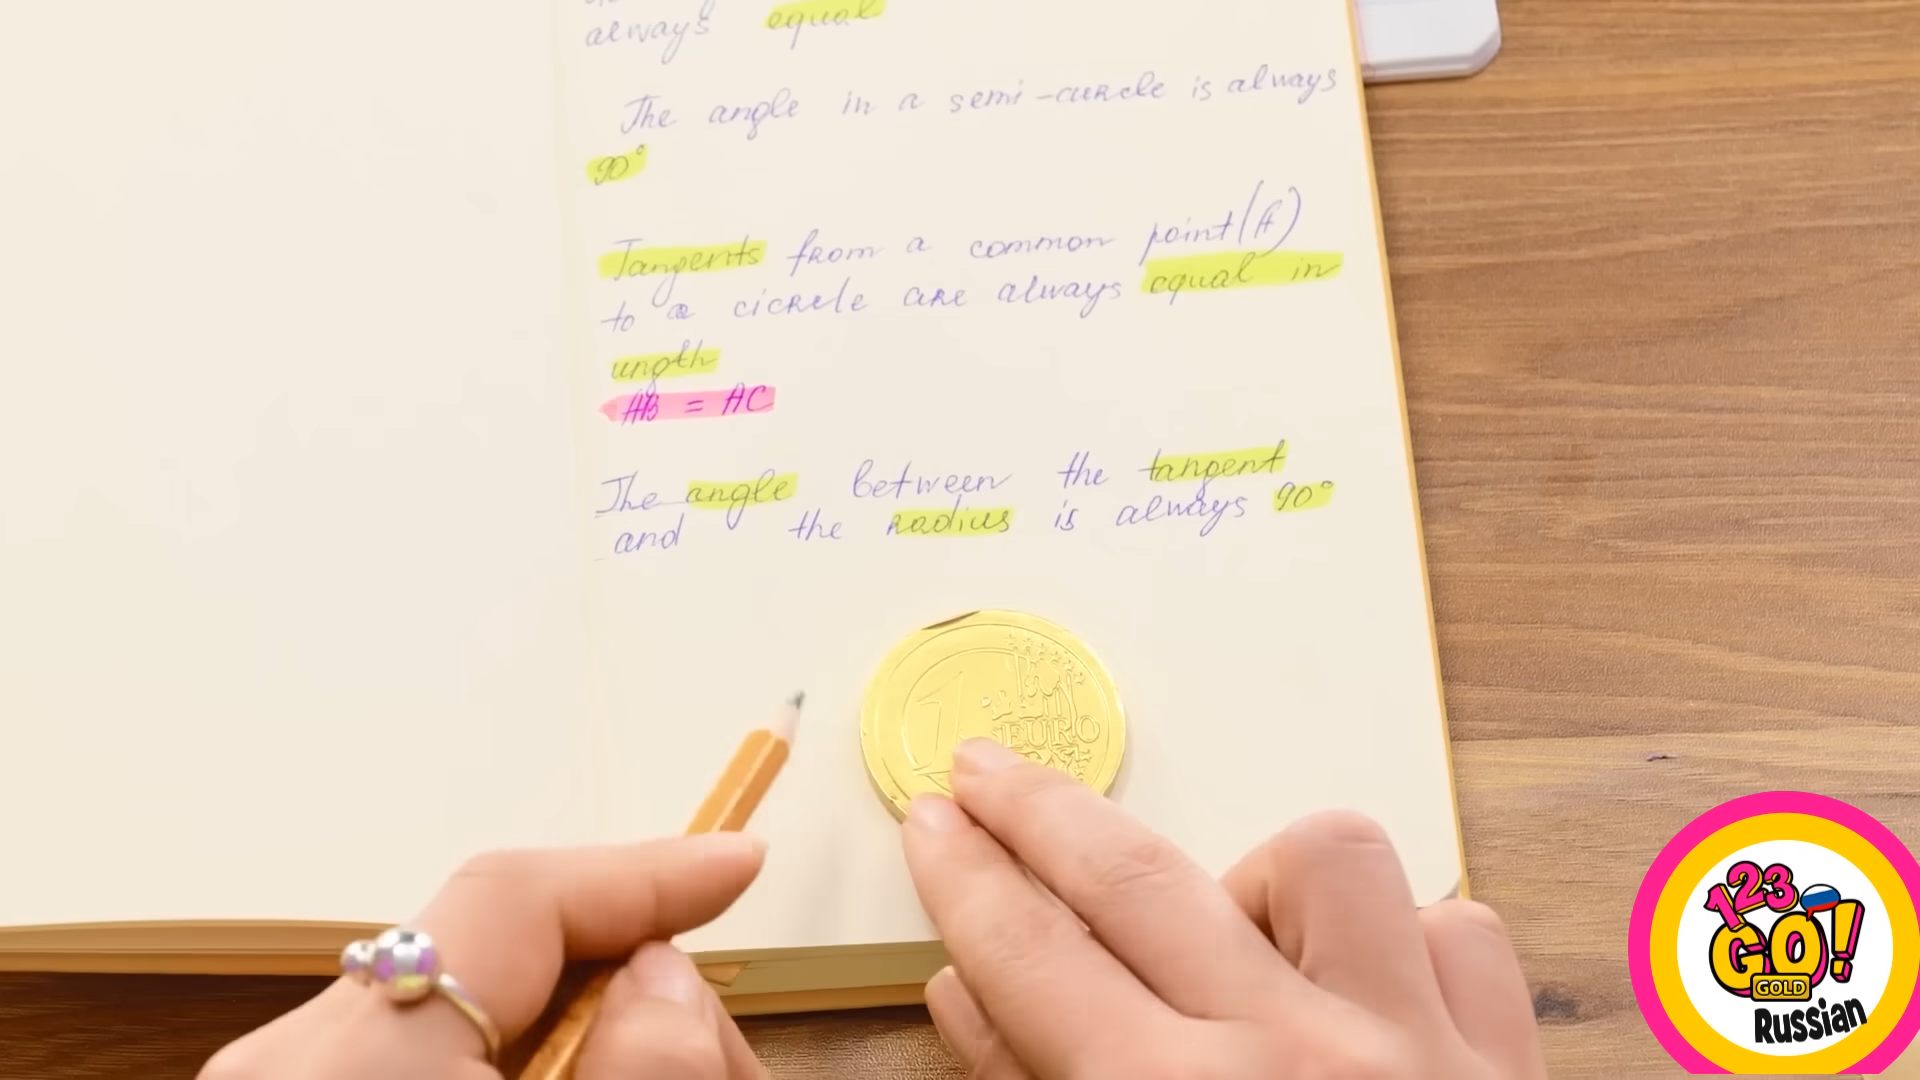 always equal
The angle in a semi-circle is always
90°
Tangents from a common point (A)
to a cicrcle are always equal in
length
AB = AC
The angle between the tangent
and the radius is always 90°
1 EURO
123
GO!
GOLD
Russian